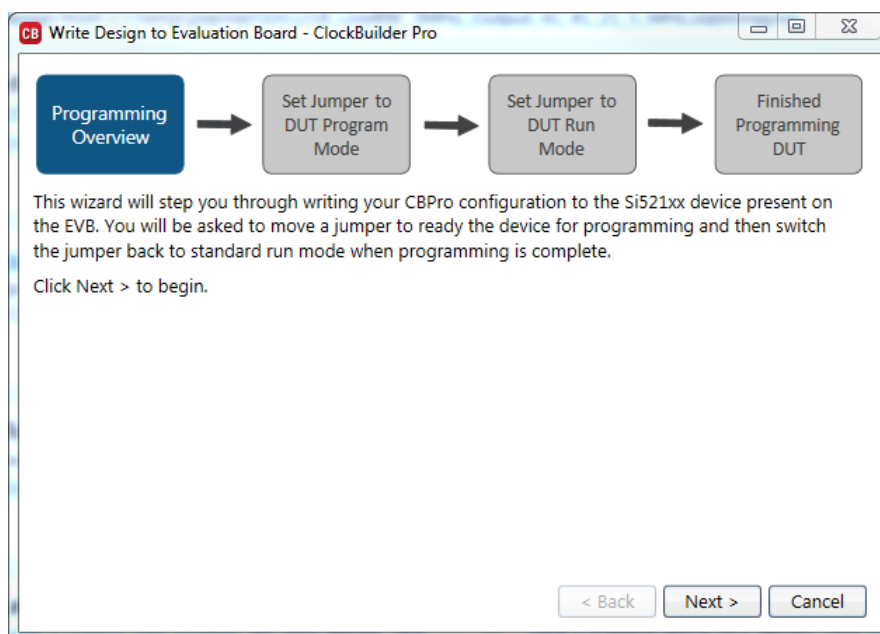 CB Write Design to Evaluation Board - ClockBuilder Pro
Programming
Overview
Set Jumper to
DUT Program
Mode
Set Jumper to
DUT Run
Mode
Finished
Programming
DUT
This wizard will step you through writing your CBPro configuration to the Si521xx device present on
the EVB. You will be asked to move a jumper to ready the device for programming and then switch
the jumper back to standard run mode when programming is complete.
Click Next > to begin.
< Back Next > Cancel